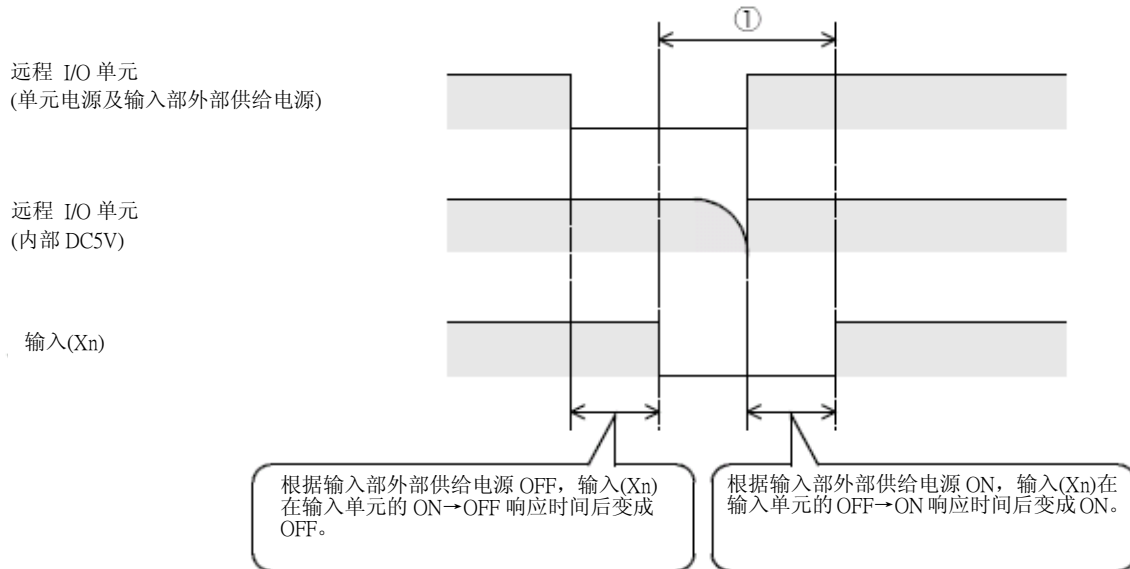 ①
远程 I/O 单元
(单元电源及输入部外部供给电源)
远程 I/O 单元
(内部 DC5V)
输入(Xn)
根据输入部外部供给电源 OFF，输入(Xn)
在输入单元的 ON→OFF 响应时间后变成
OFF。
根据输入部外部供给电源 ON，输入(Xn)在
输入单元的 OFF→ON 响应时间后变成 ON。